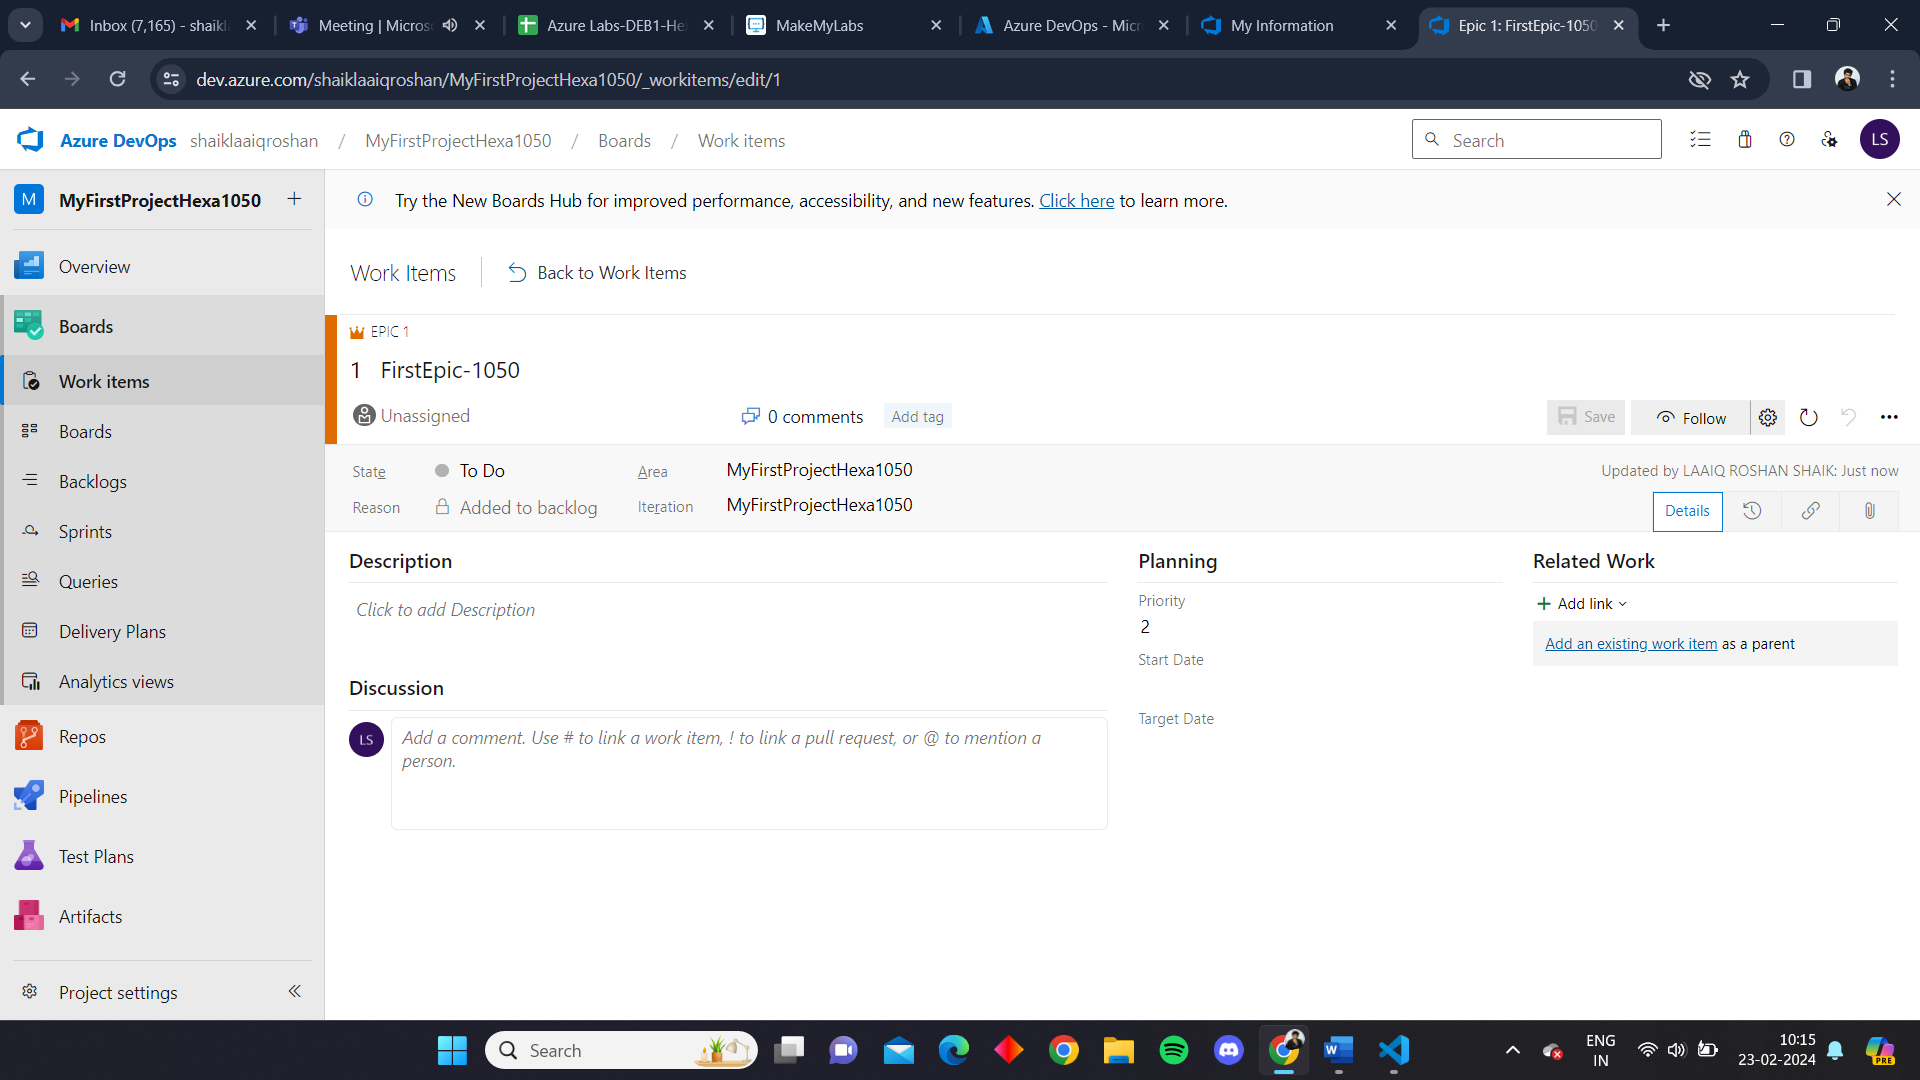 Inbox (7,165) - shaikl
Meeting | Micros
Azure Labs-DEB1-He
MakeMyLabs
Azure DevOps - Micr
My Information
Epic 1: FirstEpic-1050
dev.azure.com/shaiklaaiqroshan/MyFirstProjectHexa1050/_workitems/edit/1
Azure DevOps shaiklaaiqroshan / MyFirstProjectHexa1050 / Boards / Work items
Search
LS
M MyFirstProjectHexa1050
Try the New Boards Hub for improved performance, accessibility, and new features. Click here to learn more.
Overview
Boards
Work items
Boards
Backlogs
Sprints
Queries
Delivery Plans
Analytics views
Repos
Pipelines
Test Plans
Artifacts
Project settings
Work Items
Back to Work Items
EPIC 1
1 FirstEpic-1050
Unassigned
0 comments
Add tag
Save
Follow
State To Do
Area MyFirstProjectHexa1050
Updated by LAAIQ ROSHAN SHAIK: Just now
Reason Added to backlog
Iteration MyFirstProjectHexa1050
Details
Description
Click to add Description
Discussion
LS
Add a comment. Use # to link a work item, ! to link a pull request, or @ to mention a
person.
Planning
Priority
2
Start Date
Target Date
Related Work
Add link
Add an existing work item as a parent
Search
ENG
IN
10:15
23-02-2024
PRE